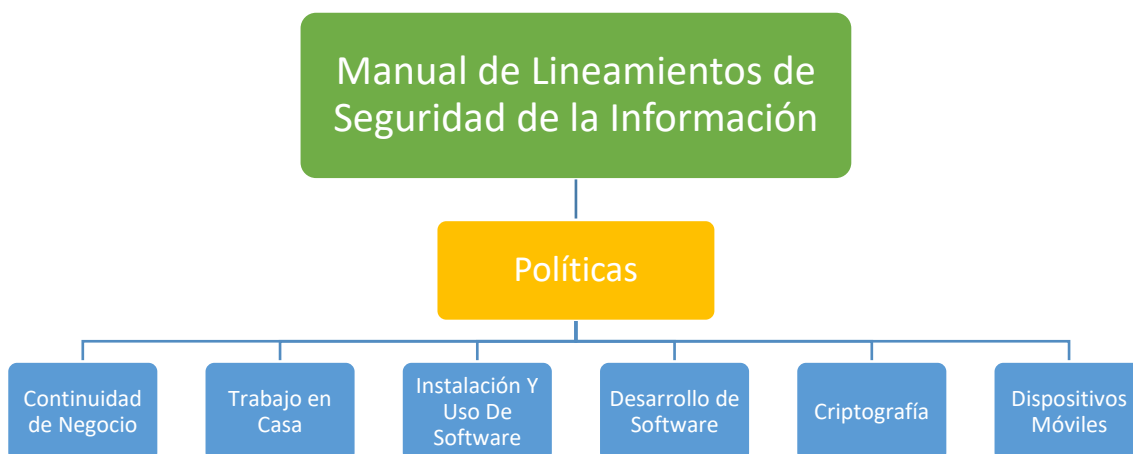 Manual de Lineamientos de
Seguridad de la Información
Políticas
Continuidad
de Negocio
Trabajo en
Casa
Instalación Y
Uso De
Software
Desarrollo de
Software
Criptografía
Dispositivos
Móviles